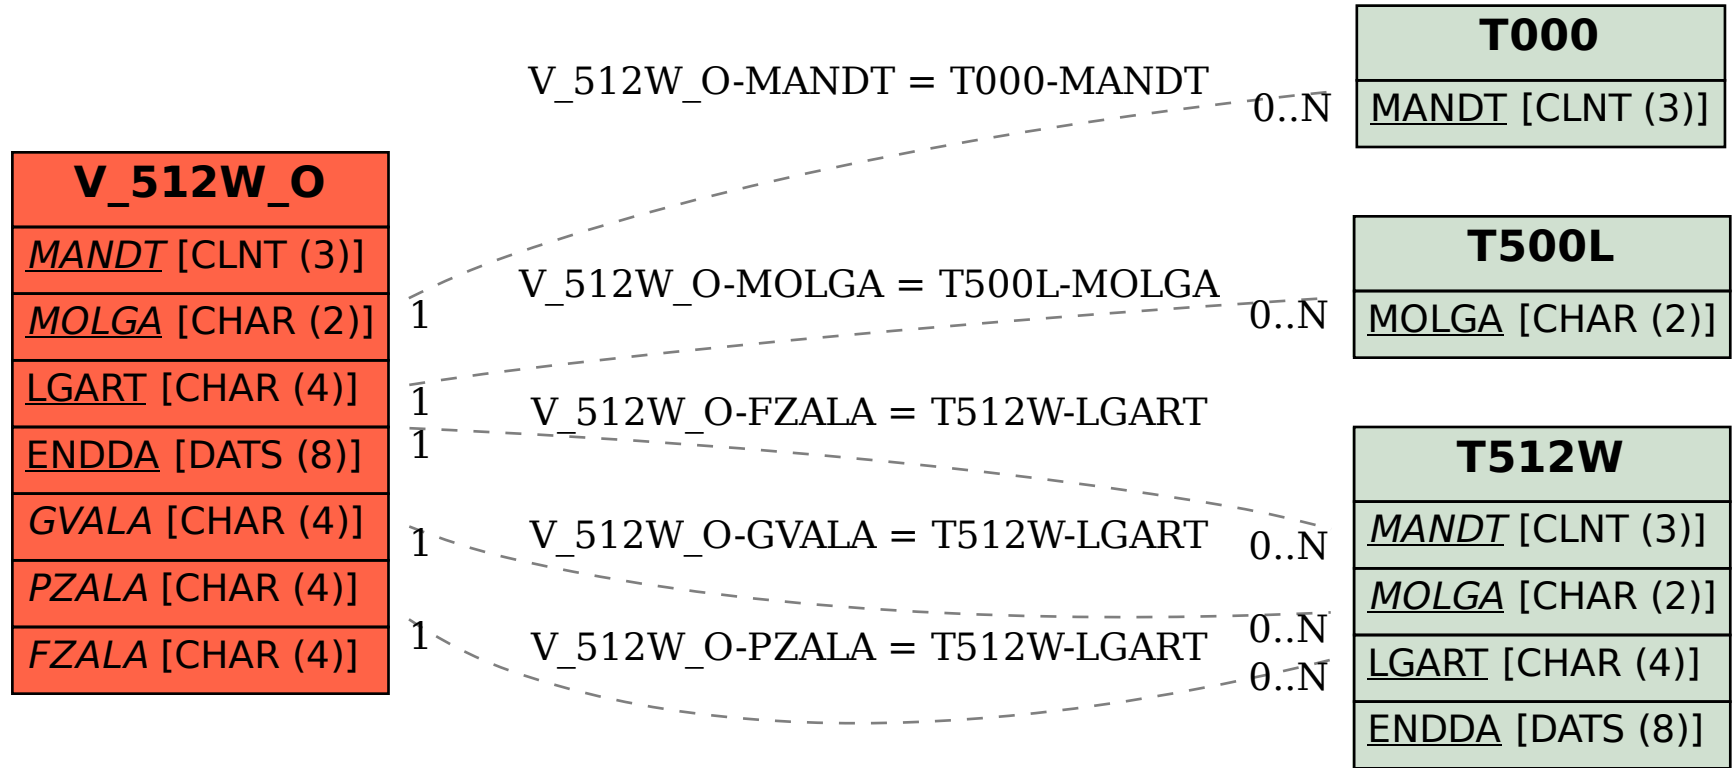 V_512W_O
MANDT [CLNT (3)]
MOLGA [CHAR (2)]
LGART [CHAR (4)]
ENDDA [DATS (8)]
GVALA [CHAR (4)]
PZALA [CHAR (4)]
FZALA [CHAR (4)]
V_512W_O-MANDT = T000-MANDT
0..N
1
V_512W_O-MOLGA = T500L-MOLGA
0..N
1
V_512W_O-FZALA = T512W-LGART
1
0..N
V_512W_O-GVALA = T512W-LGART
1
0..N
V_512W_O-PZALA = T512W-LGART
1
0..N
T000
MANDT [CLNT (3)]
T500L
MOLGA [CHAR (2)]
T512W
MANDT [CLNT (3)]
MOLGA [CHAR (2)]
LGART [CHAR (4)]
ENDDA [DATS (8)]